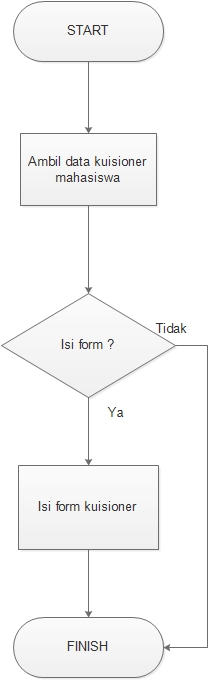 START
Ambil data kuisioner
mahasiswa
Isi form ?
Tidak
Ya
Isi form kuisioner
FINISH